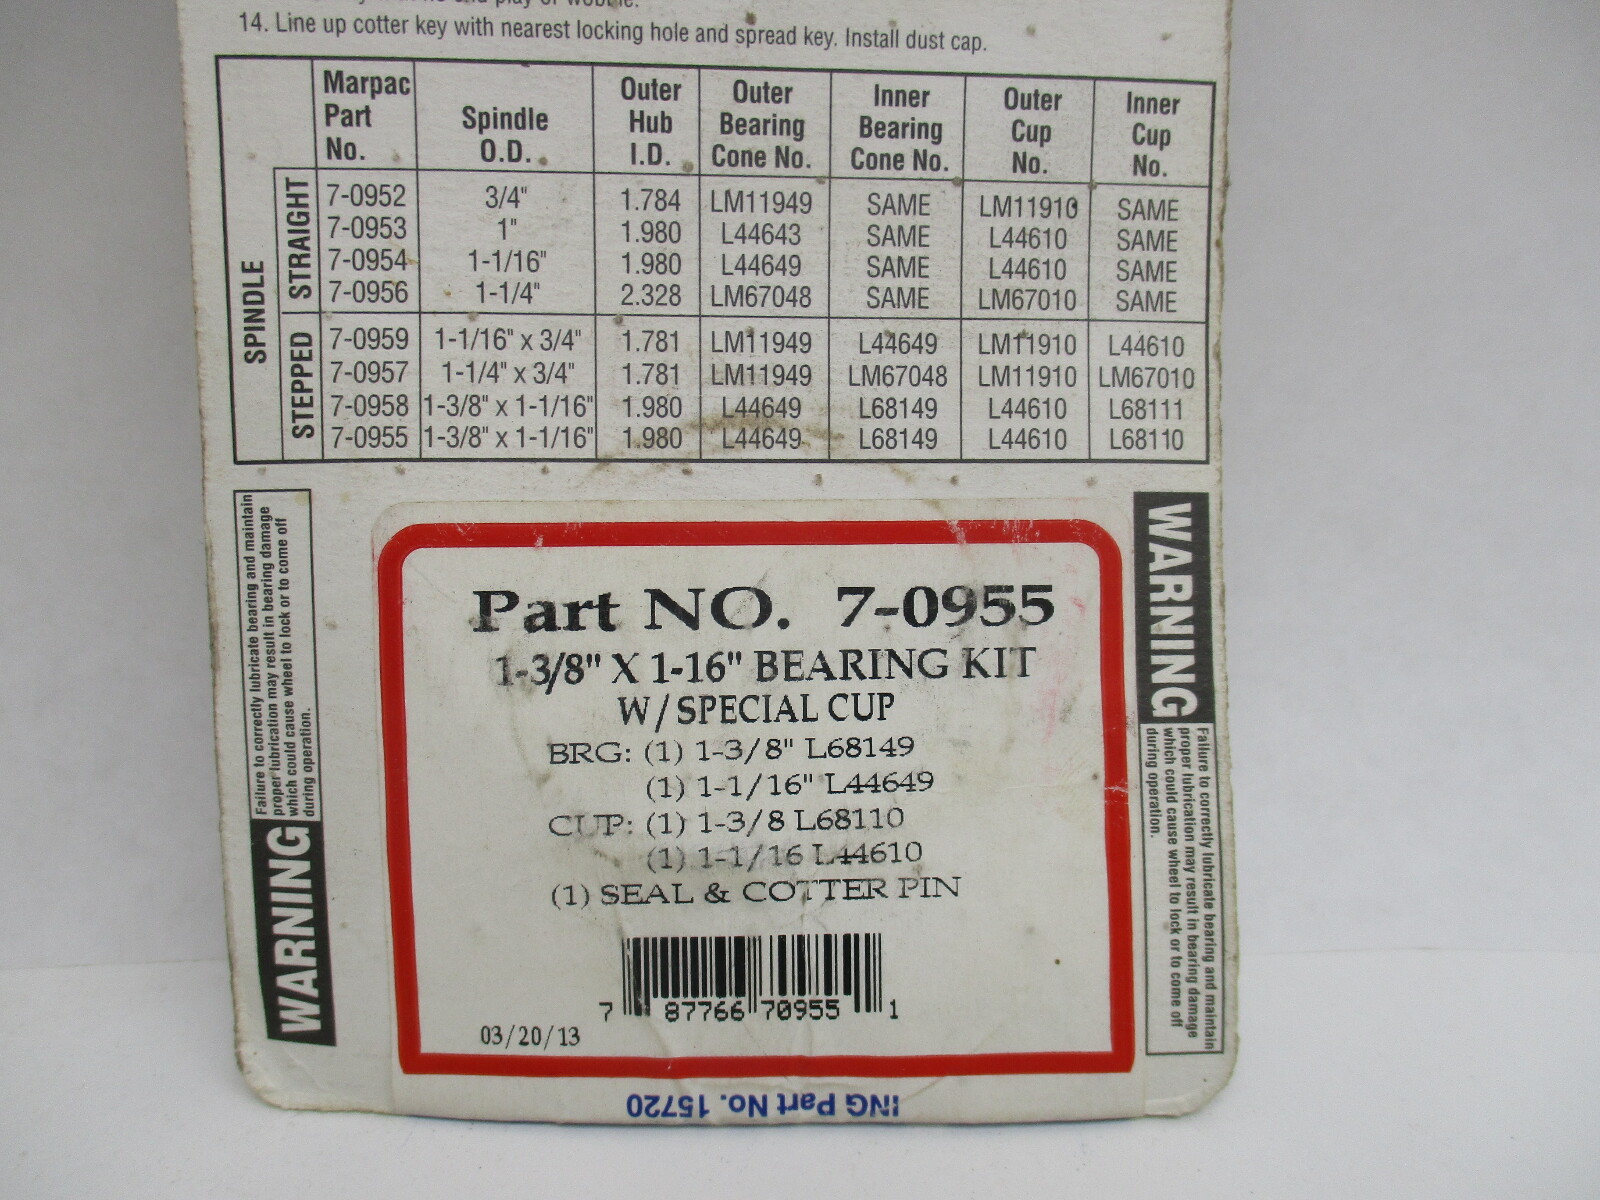 and play or wobble.
14. Line up cotter key with nearest locking hole and spread key. Install dust cap.
Marpac Part No. Spindle O.D. Outer Hub I.D. Outer Bearing Cone No. Inner Bearing Cone No. Outer Cup No. Inner Cup No.
SPINDLE
STRAIGHT
7-0952 3/4" 1.784 LM11949 SAME LM11910 SAME
7-0953 1" 1.980 L44643 SAME L44610 SAME
7-0954 1-1/16" 1.980 L44649 SAME L44610 SAME
7-0956 1-1/4" 2.328 LM67048 SAME LM67010 SAME
STEPPED
7-0959 1-1/16" x 3/4" 1.781 LM11949 L44649 LM11910 L44610
7-0957 1-1/4" x 3/4" 1.781 LM11949 LM67048 LM11910 LM67010
7-0958 1-3/8" x 1-1/16" 1.980 L44649 L68149 L44610 L68111
7-0955 1-3/8" x 1-1/16" 1.980 L44649 L68149 L44610 L68110
WARNING
Failure to correctly lubricate bearing and maintain
proper lubrication may result in bearing damage
which could cause wheel to lock or to come off
during operation.
Part NO. 7-0955
1-3/8" X 1-16" BEARING KIT
W/SPECIAL CUP
BRG: (1) 1-3/8" L68149
(1) 1-1/16" L44649
CUP: (1) 1-3/8 L68110
(1) 1-1/16 L44610
(1) SEAL & COTTER PIN
7 87766 70955 1
03/20/13
WARNING
Failure to correctly lubricate bearing and maintain
proper lubrication may result in bearing damage
which could cause wheel to lock or to come off
during operation.
ING Part No. 15720